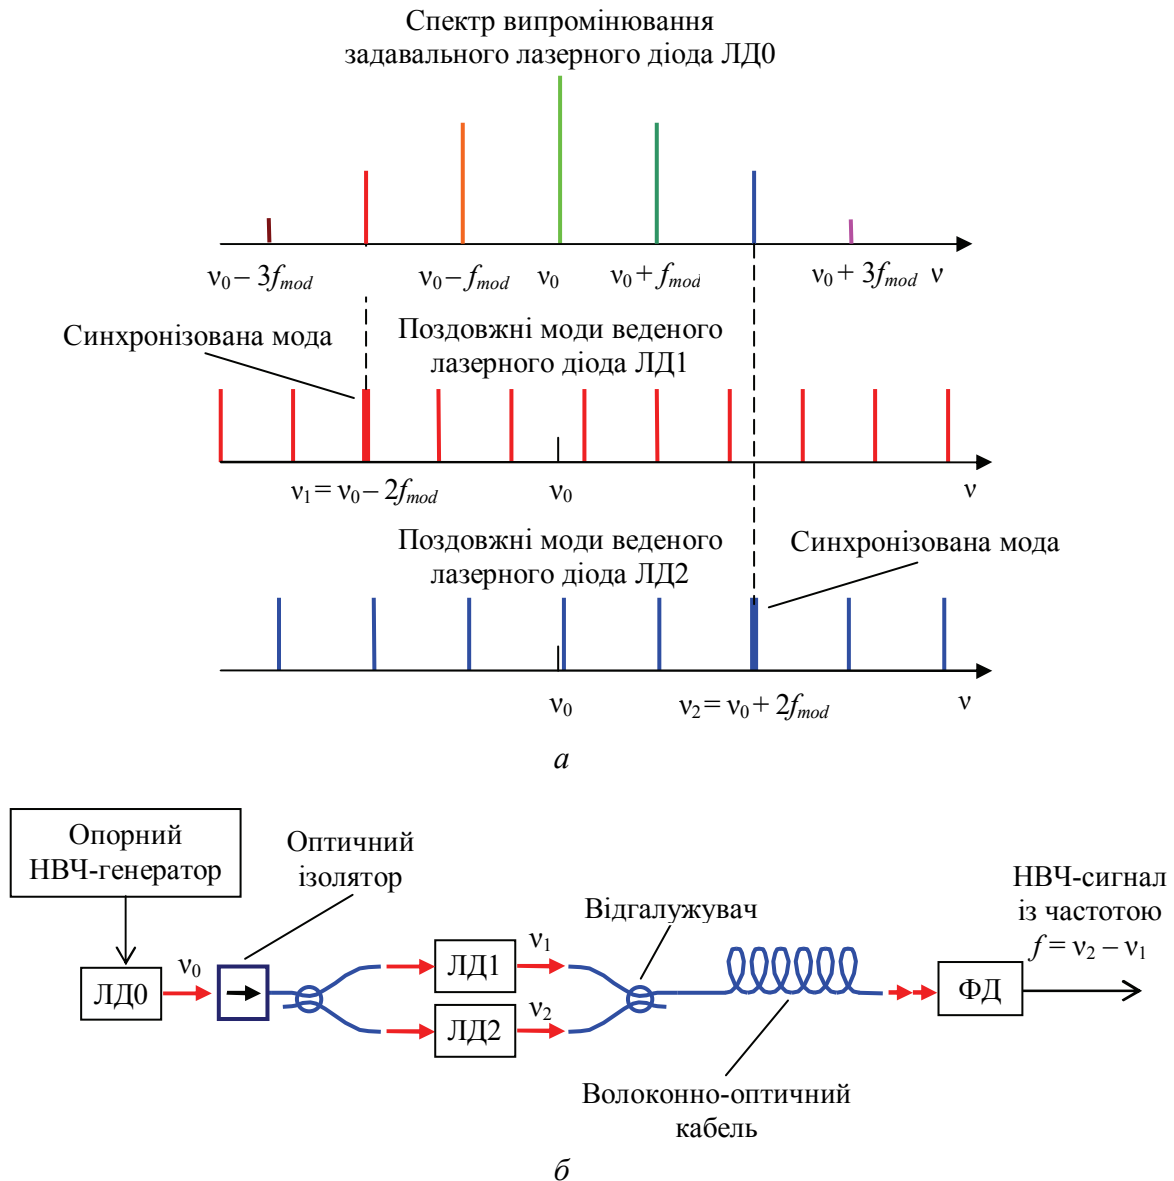 Спектр випромінювання
задавального лазерного діода ЛД0
ν0 – 3fmod
ν0 – fmod
ν0
ν0 + fmod
ν0 + 3fmod
ν
Синхронізована мода
Поздовжні моди веденого
лазерного діода ЛД1
ν1 = ν0 – 2fmod
ν0
ν
Поздовжні моди веденого
лазерного діода ЛД2
Синхронізована мода
ν0
ν2 = ν0 + 2fmod
ν
а
Опорний
НВЧ-генератор
Оптичний
ізолятор
Відгалужувач
НВЧ-сигнал
із частотою
f = ν2 – ν1
ЛД0
ν0
ЛД1
ν1
ЛД2
ν2
ФД
Волоконно-оптичний
кабель
б